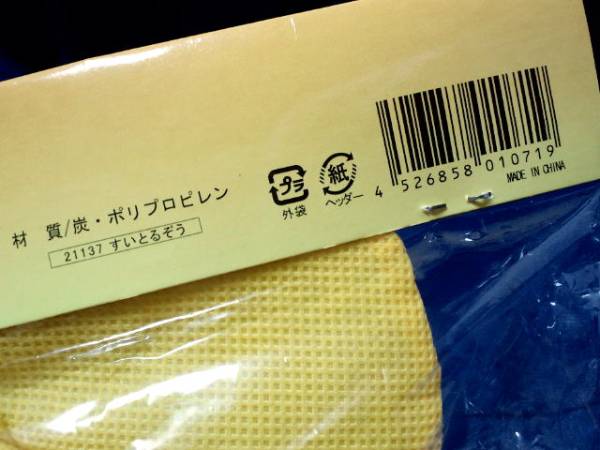 材 質/炭・ポリプロピレン
21137 すいとるぞう
プラ
外袋
紙
ヘッダー
4 526858 010719
MADE IN CHINA